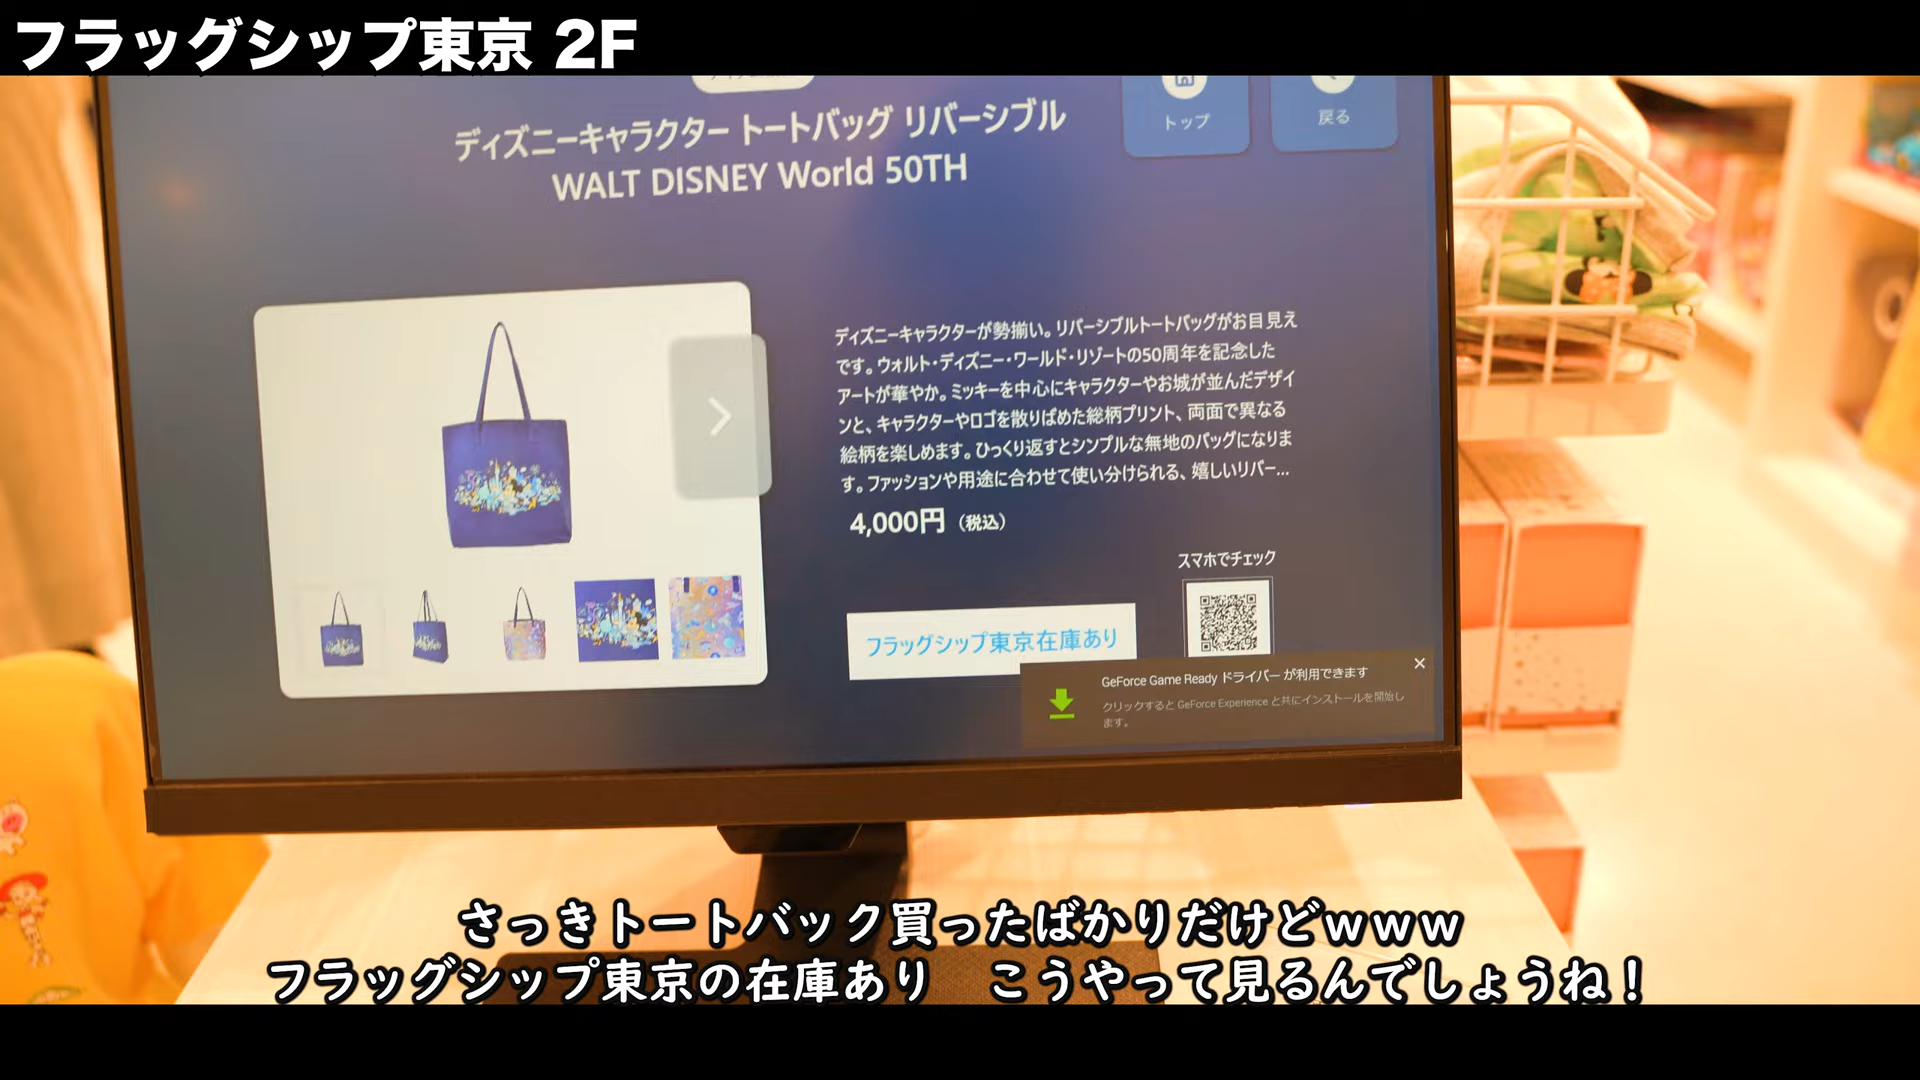 フラッグシップ東京 2F
ディズニーキャラクター トートバッグ リバーシブル
WALT DISNEY World 50TH
トップ
戻る
ディズニーキャラクターが勢揃い。リバーシブルトートバッグがお目見え
です。ウォルト・ディズニー・ワールド・リゾートの50周年を記念した
アートが華やか。ミッキーを中心にキャラクターやお城が並んだデザイ
ンと、キャラクターやロゴを散りばめた総柄プリント、両面で異なる
絵柄を楽しめます。ひっくり返すとシンプルな無地のバッグになりま
す。ファッションや用途に合わせて使い分けられる、嬉しいリバー...
4,000円（税込）
スマホでチェック
フラッグシップ東京在庫あり
GeForce Game Ready ドライバー が利用できます
クリックすると GeForce Experience と共にインストールを開始し
ます。
さっきトートバック買ったばかりだけどｗｗｗ
フラッグシップ東京の在庫あり　こうやって見るんでしょうね！